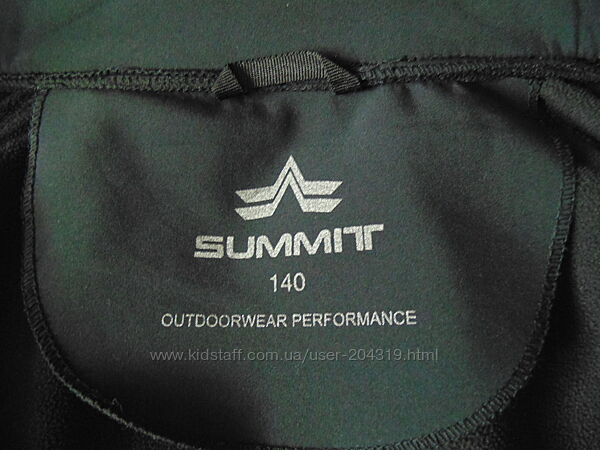 SUMMIT
140
OUTDOORWEAR PERFORMANCE
www.kidstaff.com.ua/user-204319.html